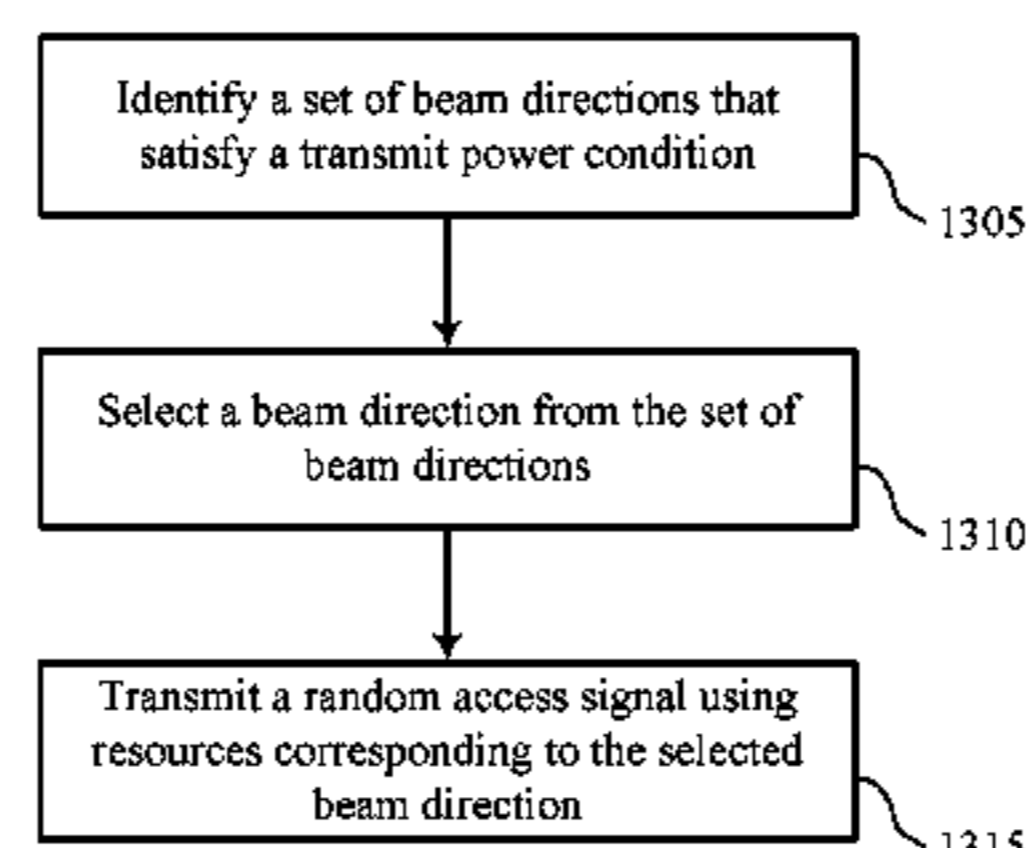 Identify a set of beam directions that
satisfy a transmit power condition
1305
Select a beam direction from the set of
beam directions
1310
Transmit a random access signal using
resources corresponding to the selected
beam direction
1315